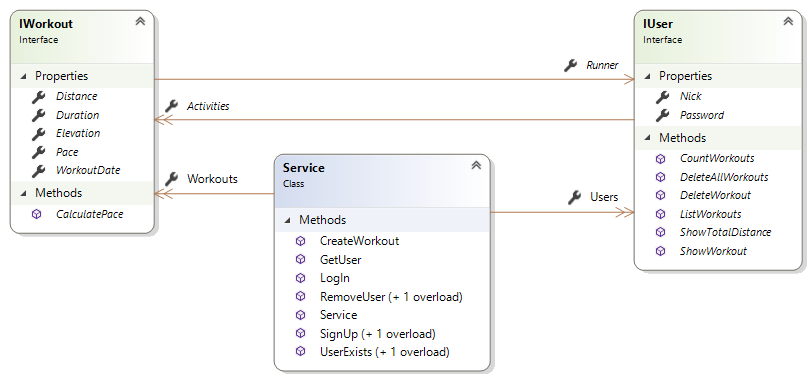 IWorkout
Interface
Properties
Distance
Duration
Elevation
Pace
WorkoutDate
Methods
CalculatePace
Runner
Activities
Workouts
Users
Service
Class
Methods
CreateWorkout
GetUser
LogIn
RemoveUser (+ 1 overload)
Service
SignUp (+ 1 overload)
UserExists (+ 1 overload)
IUser
Interface
Properties
Nick
Password
Methods
CountWorkouts
DeleteAllWorkouts
DeleteWorkout
ListWorkouts
ShowTotalDistance
ShowWorkout